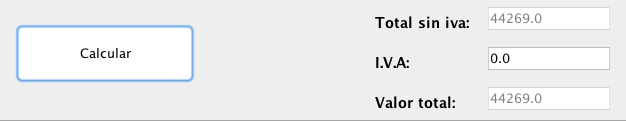 Total sin iva: 44269.0
Calcular
I.V.A: 0.0
Valor total: 44269.0